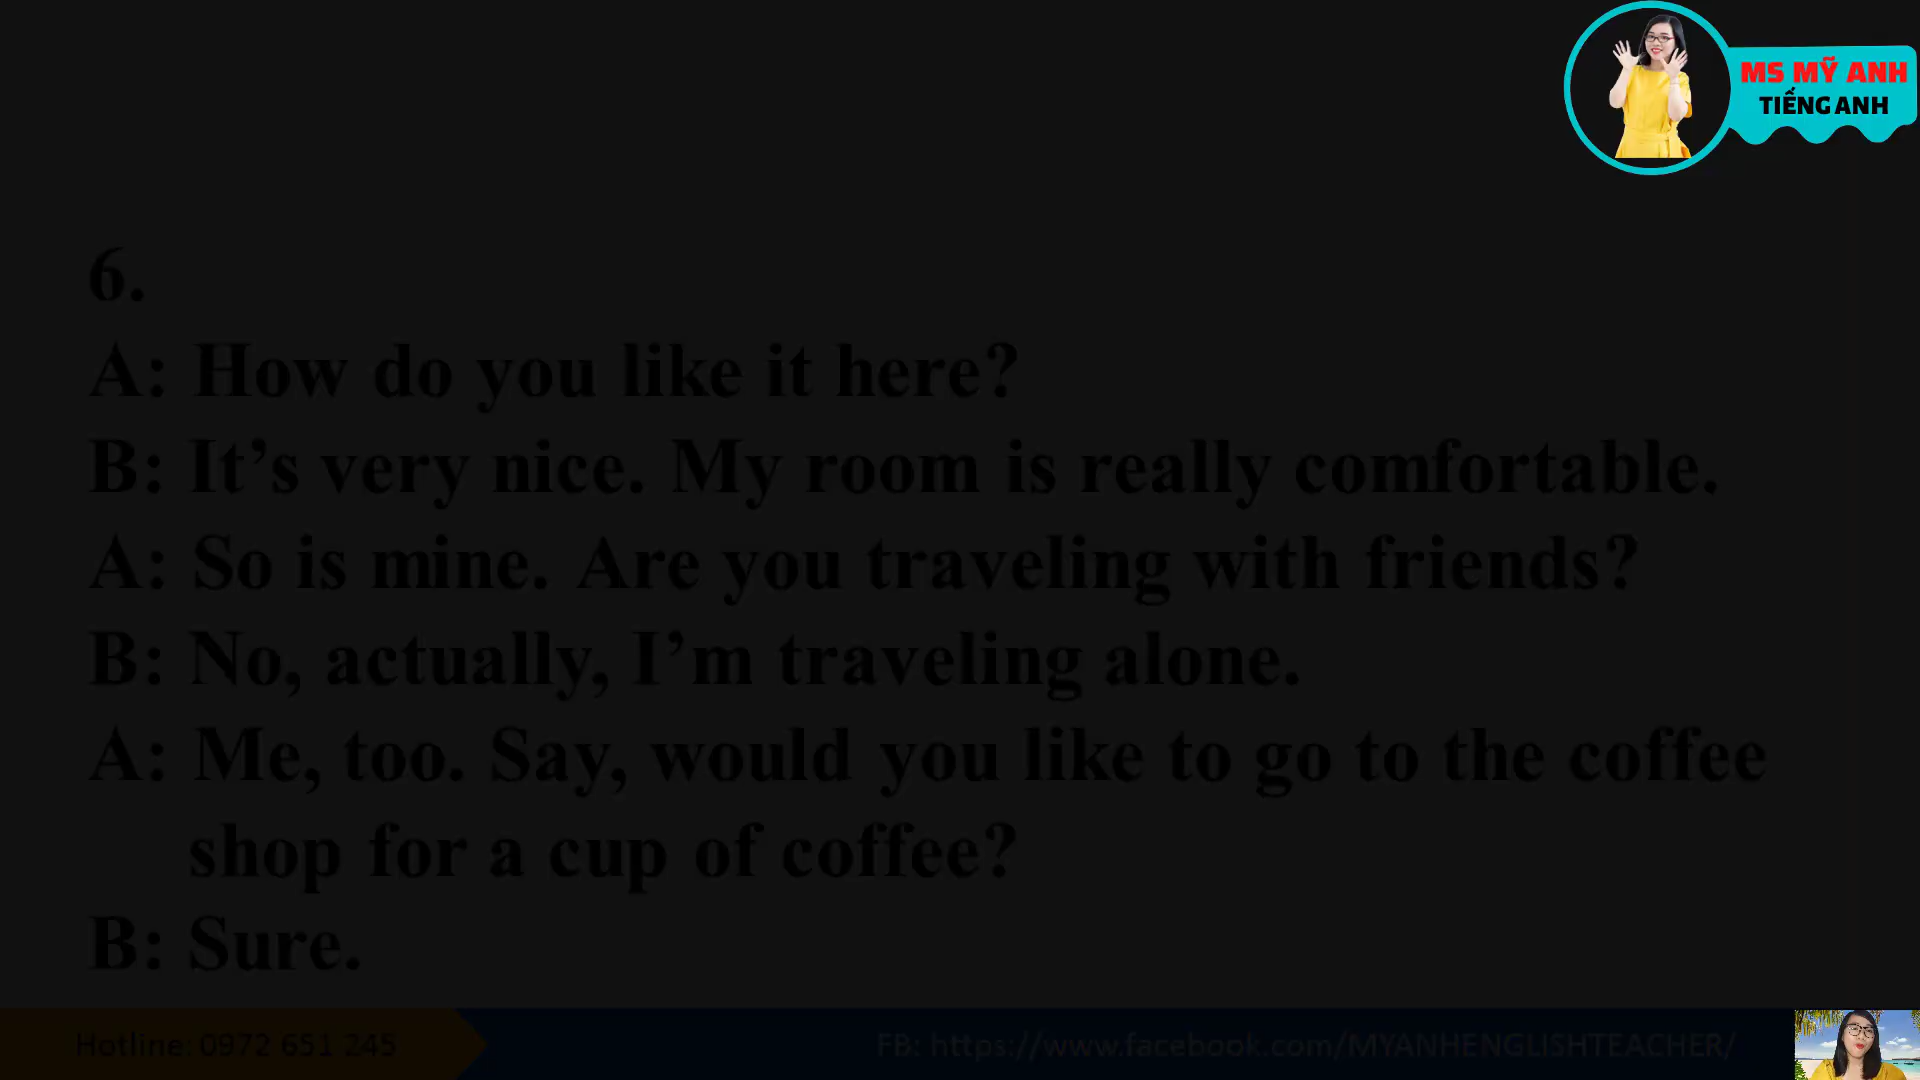 MS MỸ ANH
TIẾNG ANH
6.
A: How do you like it here?
B: It’s very nice. My room is really comfortable.
A: So is mine. Are you traveling with friends?
B: No, actually, I’m traveling alone.
A: Me, too. Say, would you like to go to the coffee
shop for a cup of coffee?
B: Sure.
Hotline: 0972 651 245
FB: https://www.facebook.com/MYANHENGLISHTEACHER/